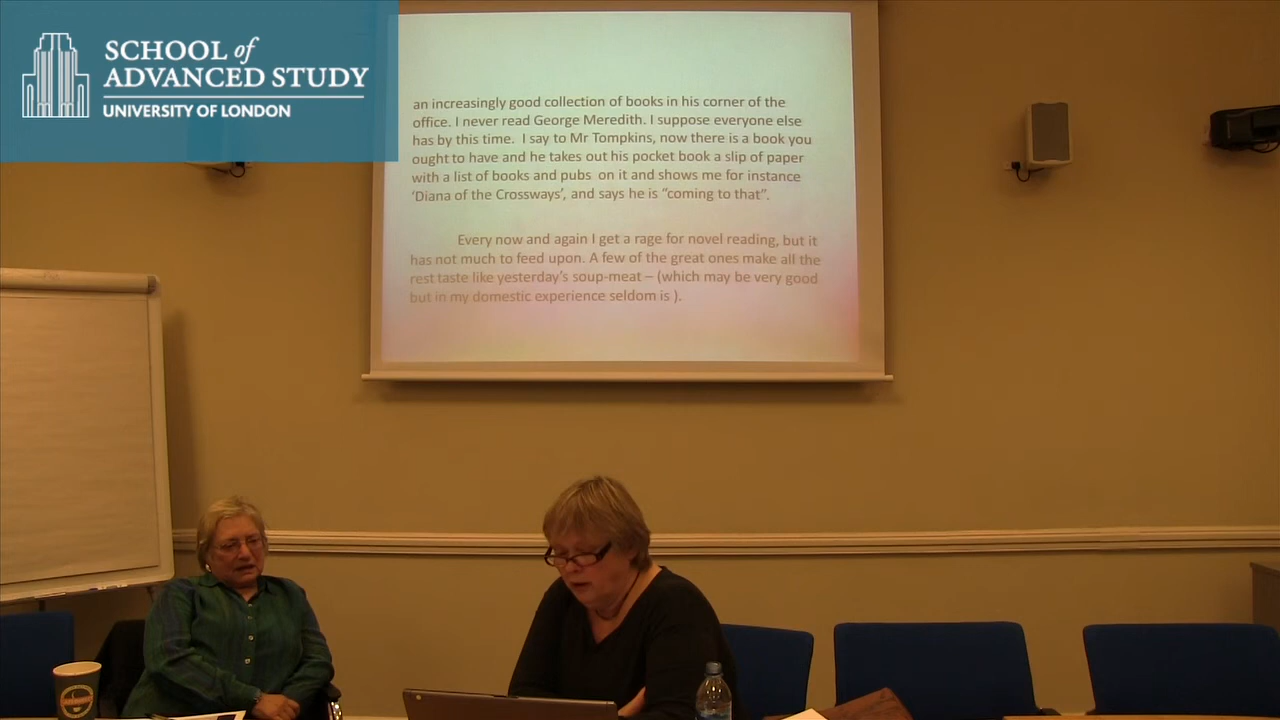 SCHOOL of
ADVANCED STUDY
UNIVERSITY OF LONDON
an increasingly good collection of books in his corner of the
office. I never read George Meredith. I suppose everyone else
has by this time.  I say to Mr Tompkins, now there is a book you
ought to have and he takes out his pocket book a slip of paper
with a list of books and pubs  on it and shows me for instance
‘Diana of the Crossways’, and says he is “coming to that”.
Every now and again I get a rage for novel reading, but it
has not much to feed upon. A few of the great ones make all the
rest taste like yesterday’s soup-meat – (which may be very good
but in my domestic experience seldom is ).